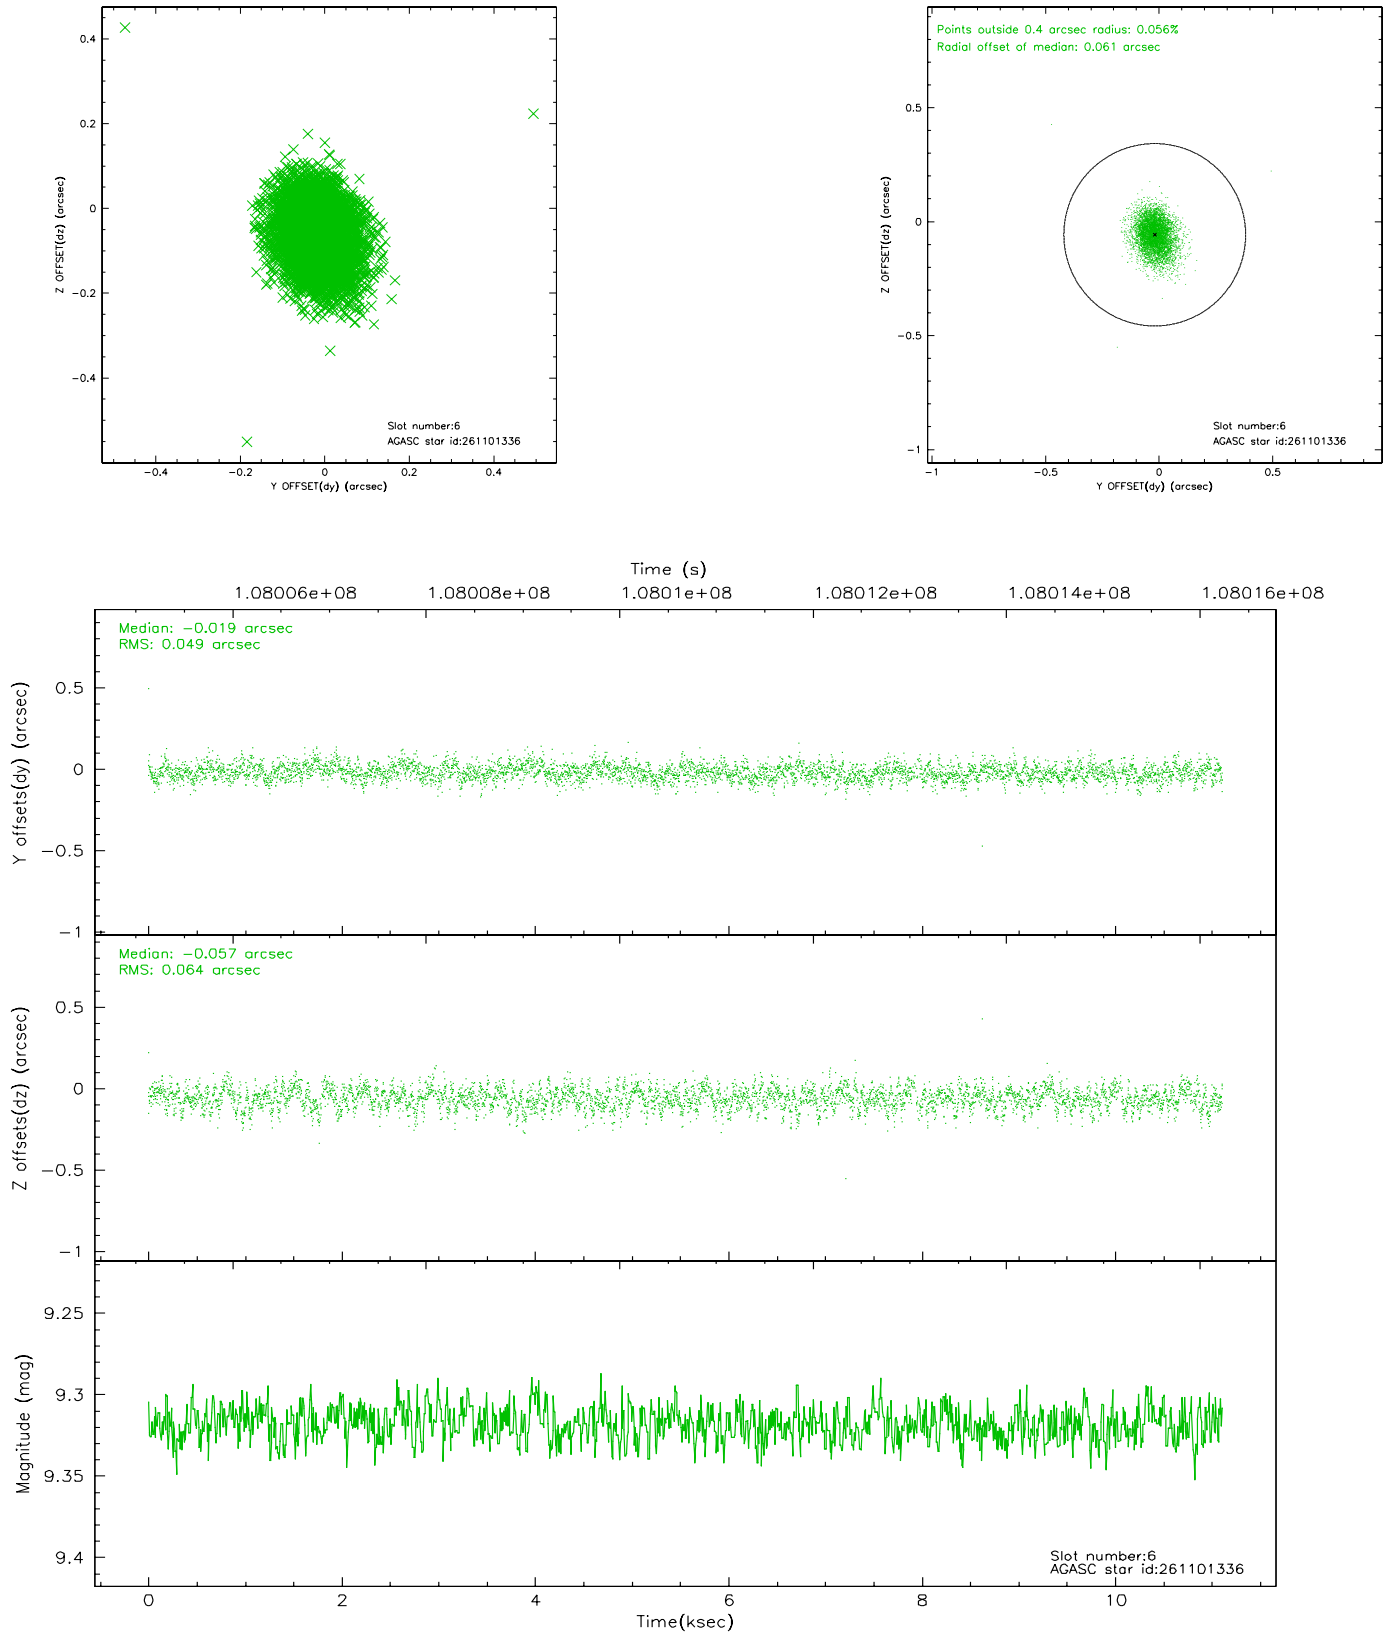 0.4
0.2
0
−0.2
−0.4
Z OFFSET(dz) (arcsec)
Slot number:6
AGASC star id:261101336
−0.4
−0.2
0
0.2
0.4
Y OFFSET(dy) (arcsec)
Points outside 0.4 arcsec radius: 0.056%
Radial offset of median: 0.061 arcsec
0.5
0
−0.5
−1
Z OFFSET(dz) (arcsec)
Slot number:6
AGASC star id:261101336
−1
−0.5
0
0.5
Y OFFSET(dy) (arcsec)
Time (s)
1.08006e+08
1.08008e+08
1.0801e+08
1.08012e+08
1.08014e+08
1.08016e+08
Median: −0.019 arcsec
RMS: 0.049 arcsec
0.5
0
−0.5
−1
Y offsets(dy) (arcsec)
Median: −0.057 arcsec
RMS: 0.064 arcsec
0.5
0
−0.5
−1
Z offsets(dz) (arcsec)
9.25
9.3
9.35
9.4
Magnitude (mag)
Slot number:6
AGASC star id:261101336
0
2
4
6
8
10
Time(ksec)